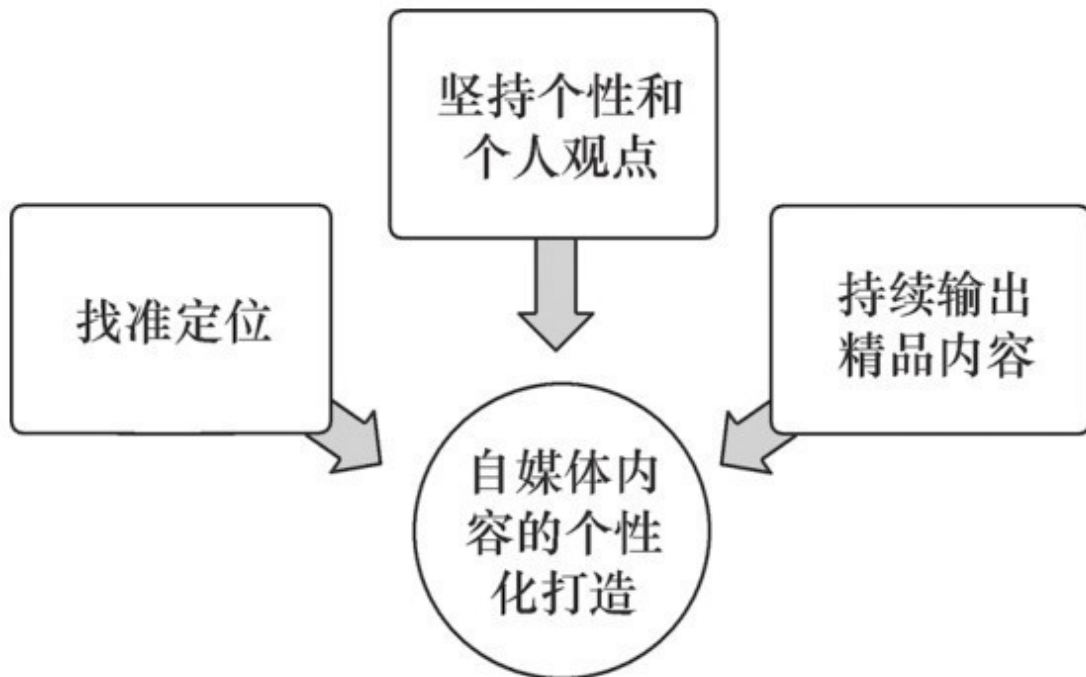 坚持个性和
个人观点
找准定位
持续输出
精品内容
自媒体内
容的个性
化打造